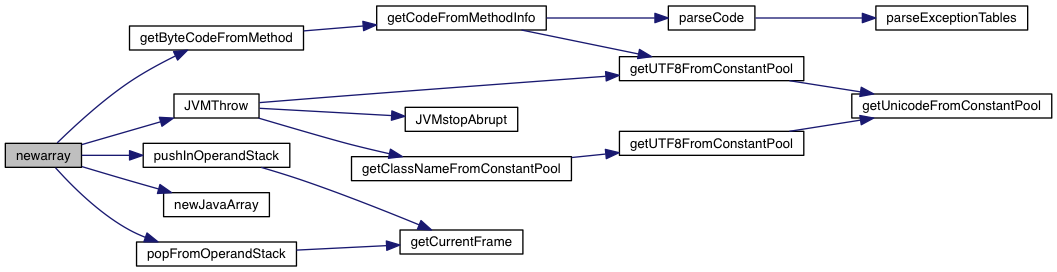 newarray
getByteCodeFromMethod
getCodeFromMethodInfo
parseCode
parseExceptionTables
getUTF8FromConstantPool
getUnicodeFromConstantPool
JVMThrow
JVMstopAbrupt
getClassNameFromConstantPool
getUTF8FromConstantPool
pushInOperandStack
newJavaArray
popFromOperandStack
getCurrentFrame